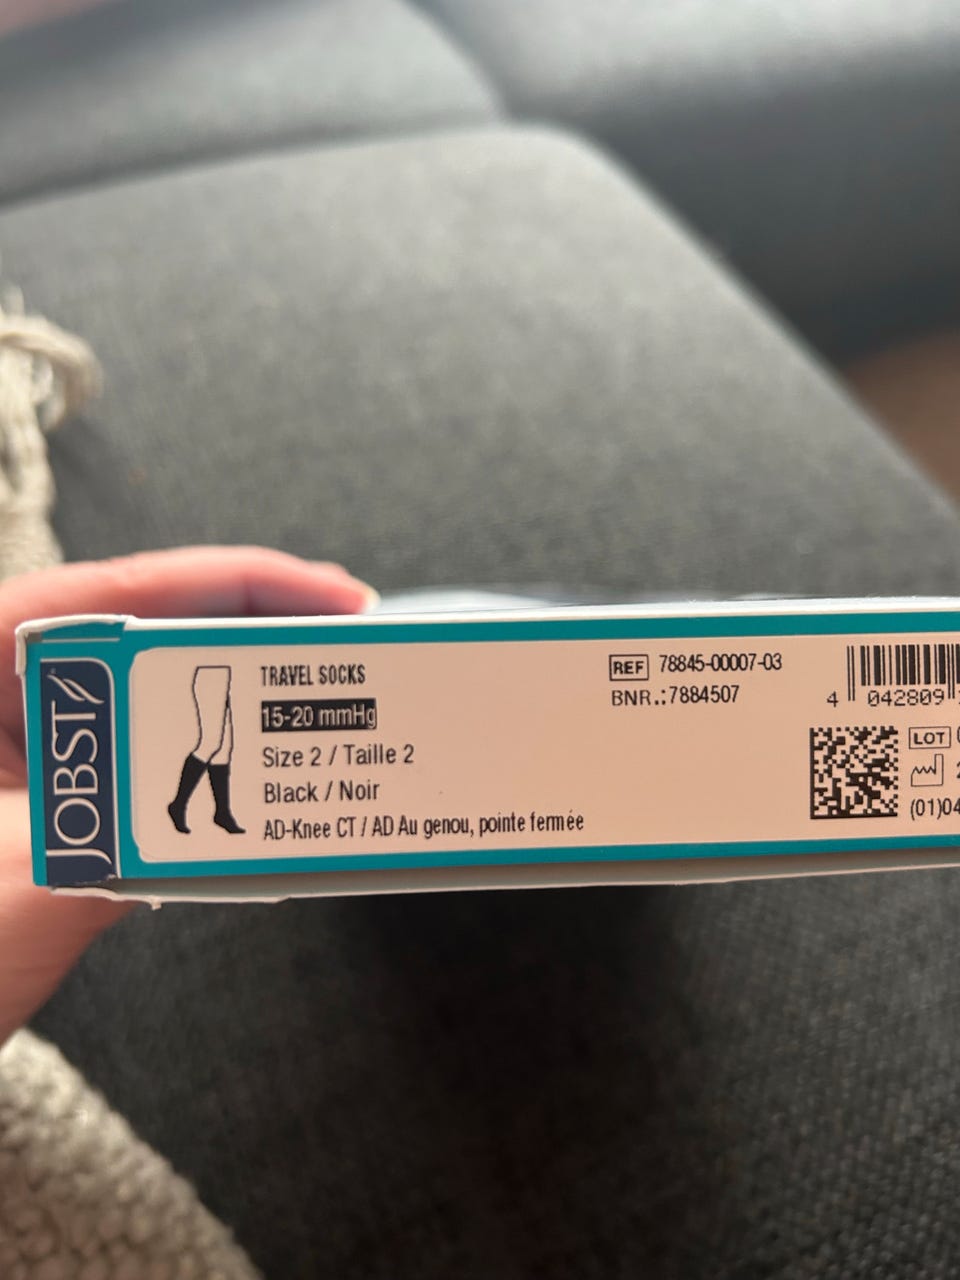 JOBST
TRAVEL SOCKS
15-20 mmHg
Size 2 / Taille 2
Black / Noir
AD-Knee CT / AD Au genou, pointe fermée
REF 78845-00007-03
BNR.:7884507
4 042809
LOT
(01)04